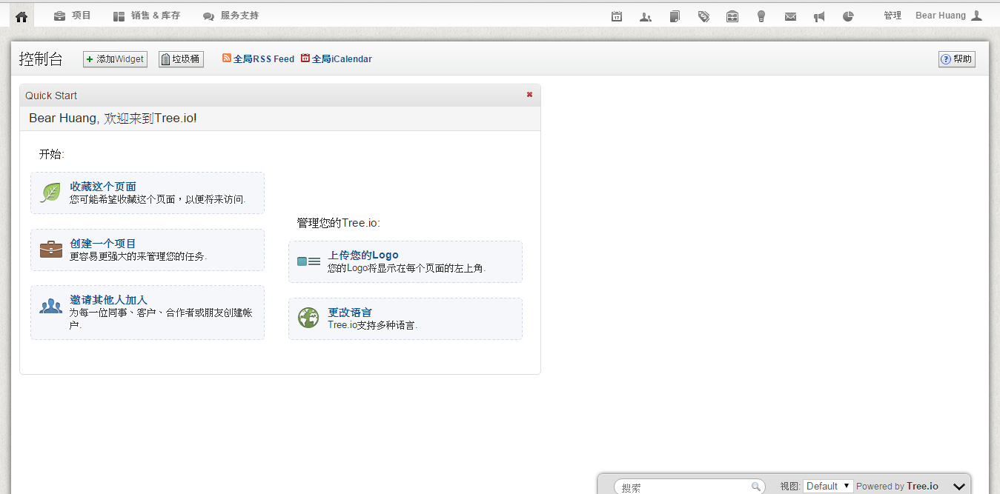 项目 销售 & 库存 服务支持 17 管理 Bear Huang
控制台 + 添加Widget 垃圾桶 全局RSS Feed 全局iCalendar ? 帮助
Quick Start
Bear Huang, 欢迎来到Tree.io!
开始:
收藏这个页面
您可能希望收藏这个页面，以便将来访问.
创建一个项目
更容易更强大的来管理您的任务.
邀请其他人加入
为每一位同事、客户、合作者或朋友创建帐
户.
管理您的Tree.io:
上传您的Logo
您的Logo将显示在每个页面的左上角.
更改语言
Tree.io支持多种语言.
搜索 视图: Default Powered by Tree.io